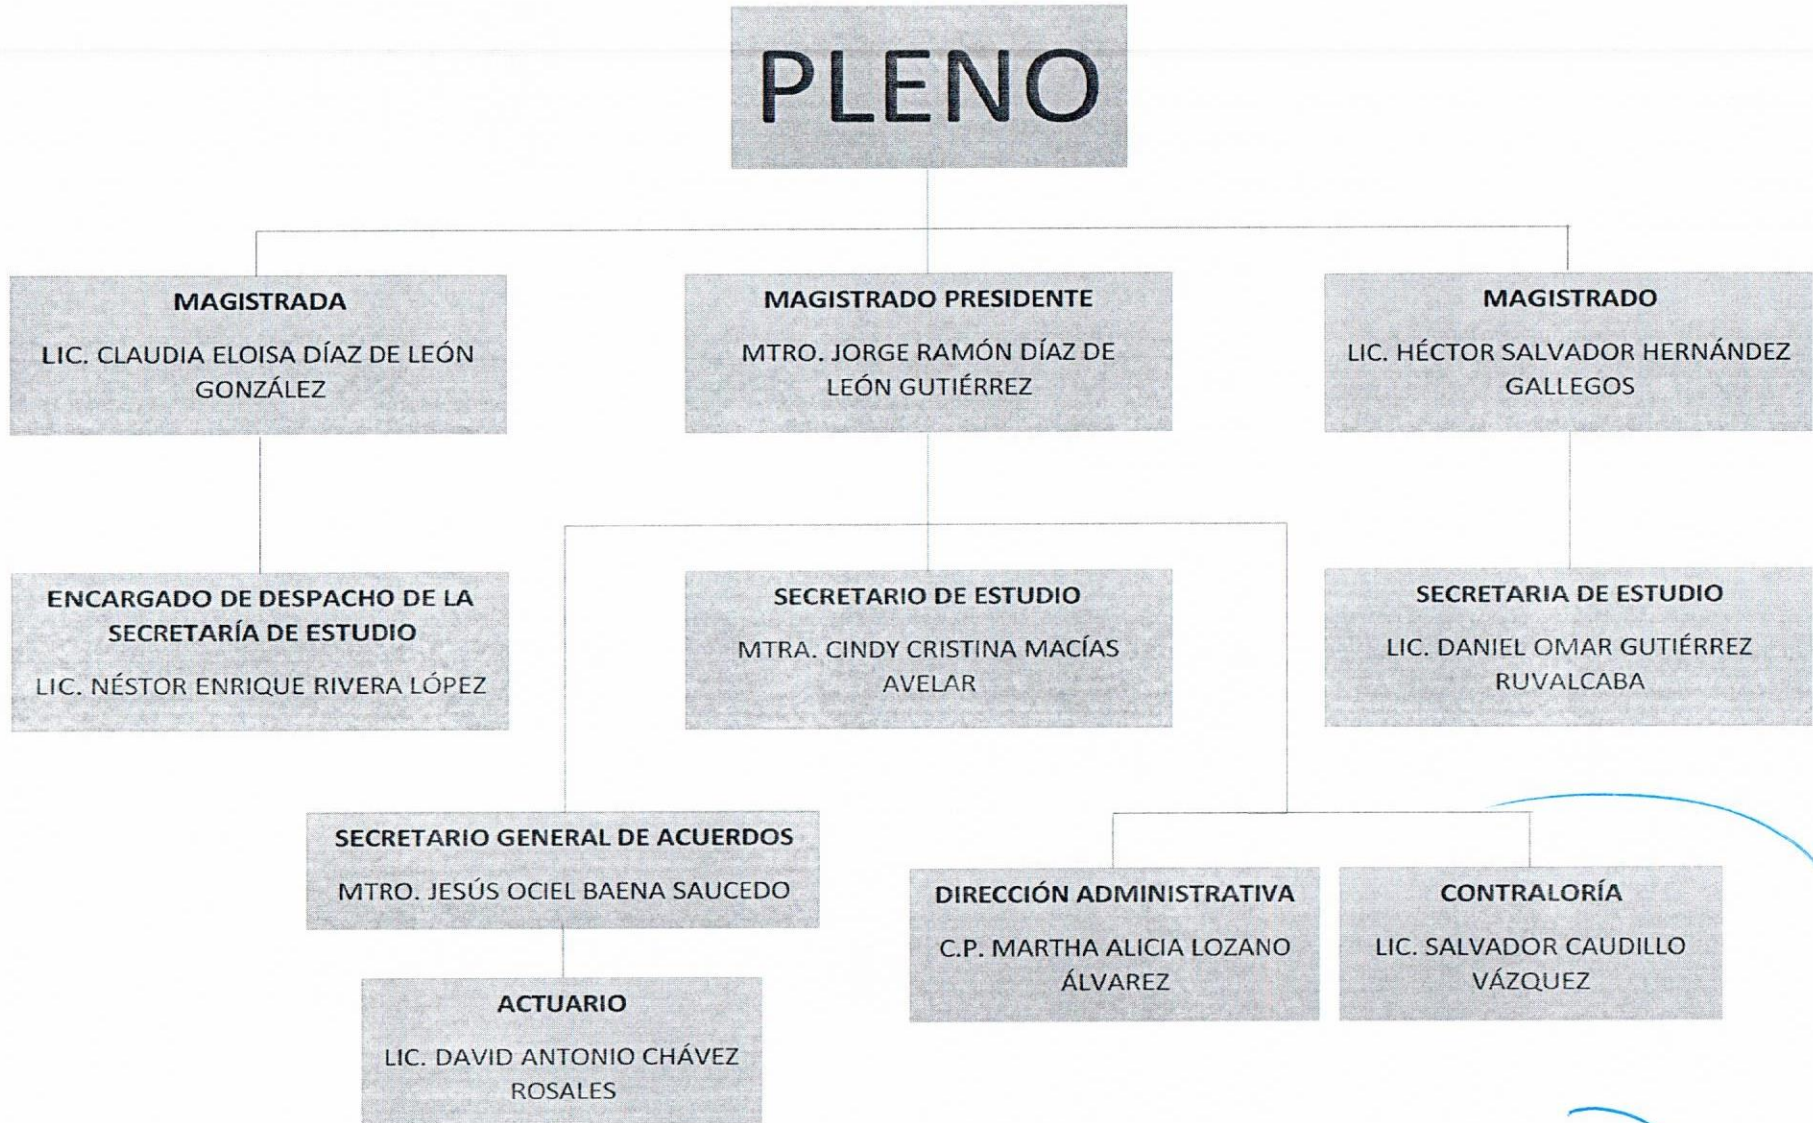 PLENO
MAGISTRADA
LIC. CLAUDIA ELOISA DÍAZ DE LEÓN
GONZÁLEZ
MAGISTRADO PRESIDENTE
MTRO. JORGE RAMÓN DÍAZ DE
LEÓN GUTIÉRREZ
MAGISTRADO
LIC. HÉCTOR SALVADOR HERNÁNDEZ
GALLEGOS
ENCARGADO DE DESPACHO DE LA
SECRETARÍA DE ESTUDIO
LIC. NÉSTOR ENRIQUE RIVERA LÓPEZ
SECRETARIO DE ESTUDIO
MTRA. CINDY CRISTINA MACÍAS
AVELAR
SECRETARIA DE ESTUDIO
LIC. DANIEL OMAR GUTIÉRREZ
RUVALCABA
SECRETARIO GENERAL DE ACUERDOS
MTRO. JESÚS OCIEL BAENA SAUCEDO
ACTUARIO
LIC. DAVID ANTONIO CHÁVEZ
ROSALES
DIRECCIÓN ADMINISTRATIVA
C.P. MARTHA ALICIA LOZANO
ÁLVAREZ
CONTRALORÍA
LIC. SALVADOR CAUDILLO
VÁZQUEZ